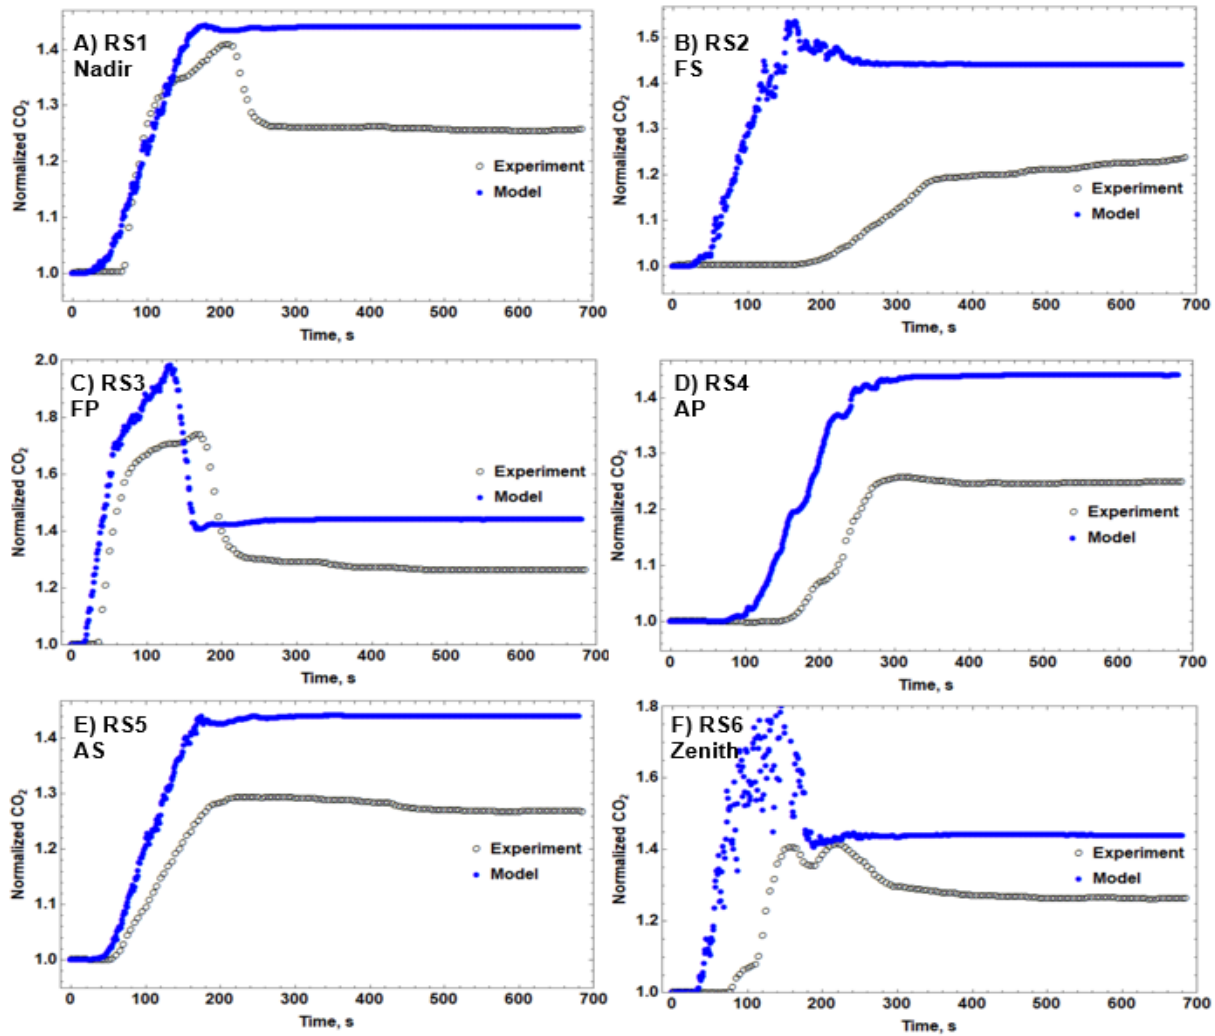 A) RS1
Nadir
Normalized CO2
1.4
1.3
1.2
1.1
1.0
Experiment
Model
0 100 200 300 400 500 600 700
Time, s
B) RS2
FS
Normalized CO2
1.5
1.4
1.3
1.2
1.1
1.0
Experiment
Model
0 100 200 300 400 500 600 700
Time, s
C) RS3
FP
Normalized CO2
2.0
1.8
1.6
1.4
1.2
1.0
Experiment
Model
0 100 200 300 400 500 600 700
Time, s
D) RS4
AP
Normalized CO2
1.4
1.3
1.2
1.1
1.0
Experiment
Model
0 100 200 300 400 500 600 700
Time, s
E) RS5
AS
Normalized CO2
1.4
1.3
1.2
1.1
1.0
Experiment
Model
0 100 200 300 400 500 600 700
Time, s
F) RS6
Zenith
Normalized CO2
1.8
1.6
1.4
1.2
1.0
Experiment
Model
0 100 200 300 400 500 600 700
Time, s